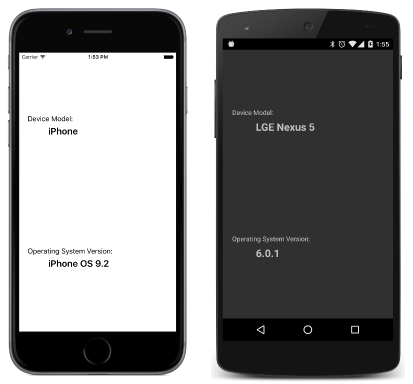 Carrier 1:53 PM
Device Model:
iPhone
Operating System Version:
iPhone OS 9.2
1:55
Device Model:
LGE Nexus 5
Operating System Version:
6.0.1